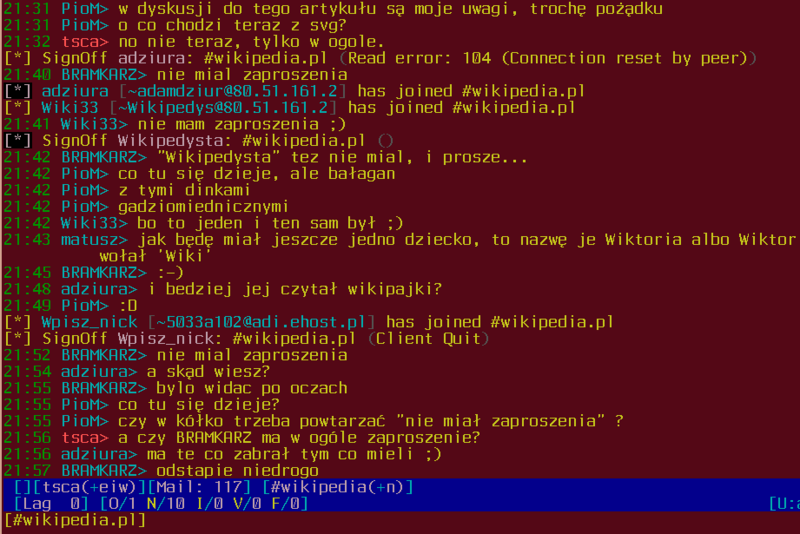 21:31 PioM> w dyskusji do tego artykułu są moje uwagi, trochę pożądku
21:31 PioM> o co chodzi teraz z svg?
21:32 tsca> no nie teraz, tylko w ogole.
[*] SignOff adziura: #wikipedia.pl (Read error: 104 (Connection reset by peer))
21:40 BRAMKARZ> nie mial zaproszenia
[*] adziura [~adamdziur@80.51.161.2] has joined #wikipedia.pl
[*] Wiki33 [~Wikipedys@80.51.161.2] has joined #wikipedia.pl
21:41 Wiki33> nie mam zaproszenia ;)
[*] SignOff Wikipedysta: #wikipedia.pl ()
21:42 BRAMKARZ> "Wikipedysta" tez nie mial, i prosze...
21:42 PioM> co tu się dzieje, ale bałagan
21:42 PioM> z tymi dinkami
21:42 PioM> gadziomiednicznymi
21:42 Wiki33> bo to jeden i ten sam był ;)
21:43 matusz> jak będę miał jeszcze jedno dziecko, to nazwę je Wiktoria albo Wiktor
wołał 'Wiki'
21:45 BRAMKARZ> :-)
21:48 adziura> i bedziej jej czytał wikipajki?
21:49 PioM> :D
[*] Wpisz_nick [~5033a102@adi.ehost.pl] has joined #wikipedia.pl
[*] SignOff Wpisz_nick: #wikipedia.pl (Client Quit)
21:52 BRAMKARZ> nie mial zaproszenia
21:54 adziura> a skąd wiesz?
21:55 BRAMKARZ> bylo widac po oczach
21:55 PioM> co tu się dzieje?
21:55 PioM> czy w kółko trzeba powtarzać "nie miał zaproszenia" ?
21:56 tsca> a czy BRAMKARZ ma w ogóle zaproszenie?
21:56 adziura> ma te co zabrał tym co mieli ;)
21:57 BRAMKARZ> odstapie niedrogo
[][tsca(+eiw)][Mail: 117] [#wikipedia(+n)]
[Lag 0] [O/1 N/10 I/0 V/0 F/0] [U:a
[#wikipedia.pl]